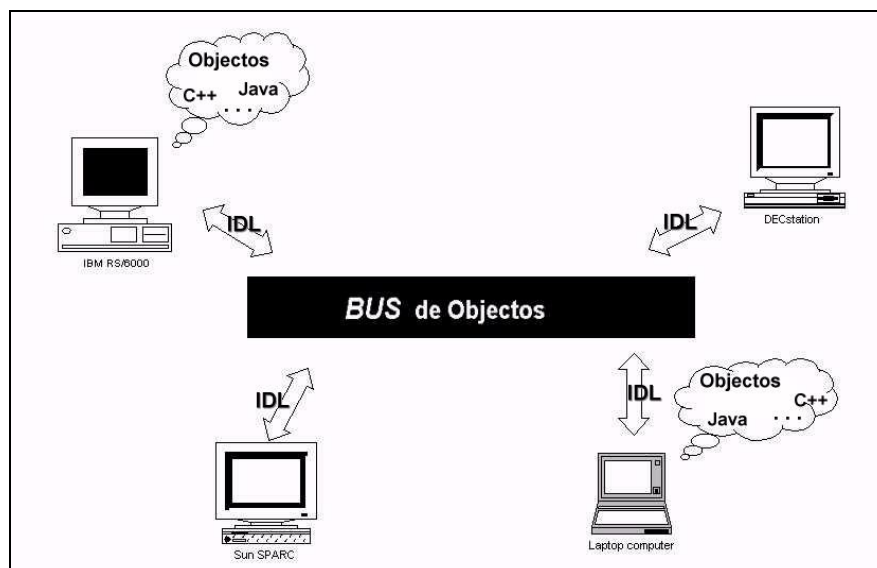 Objectos
C++ Java
. . .
IBM RS/6000
DECstation
IDL
IDL
BUS de Objectos
IDL
IDL
Objectos
C++
Java . . .
Sun SPARC
Laptop computer